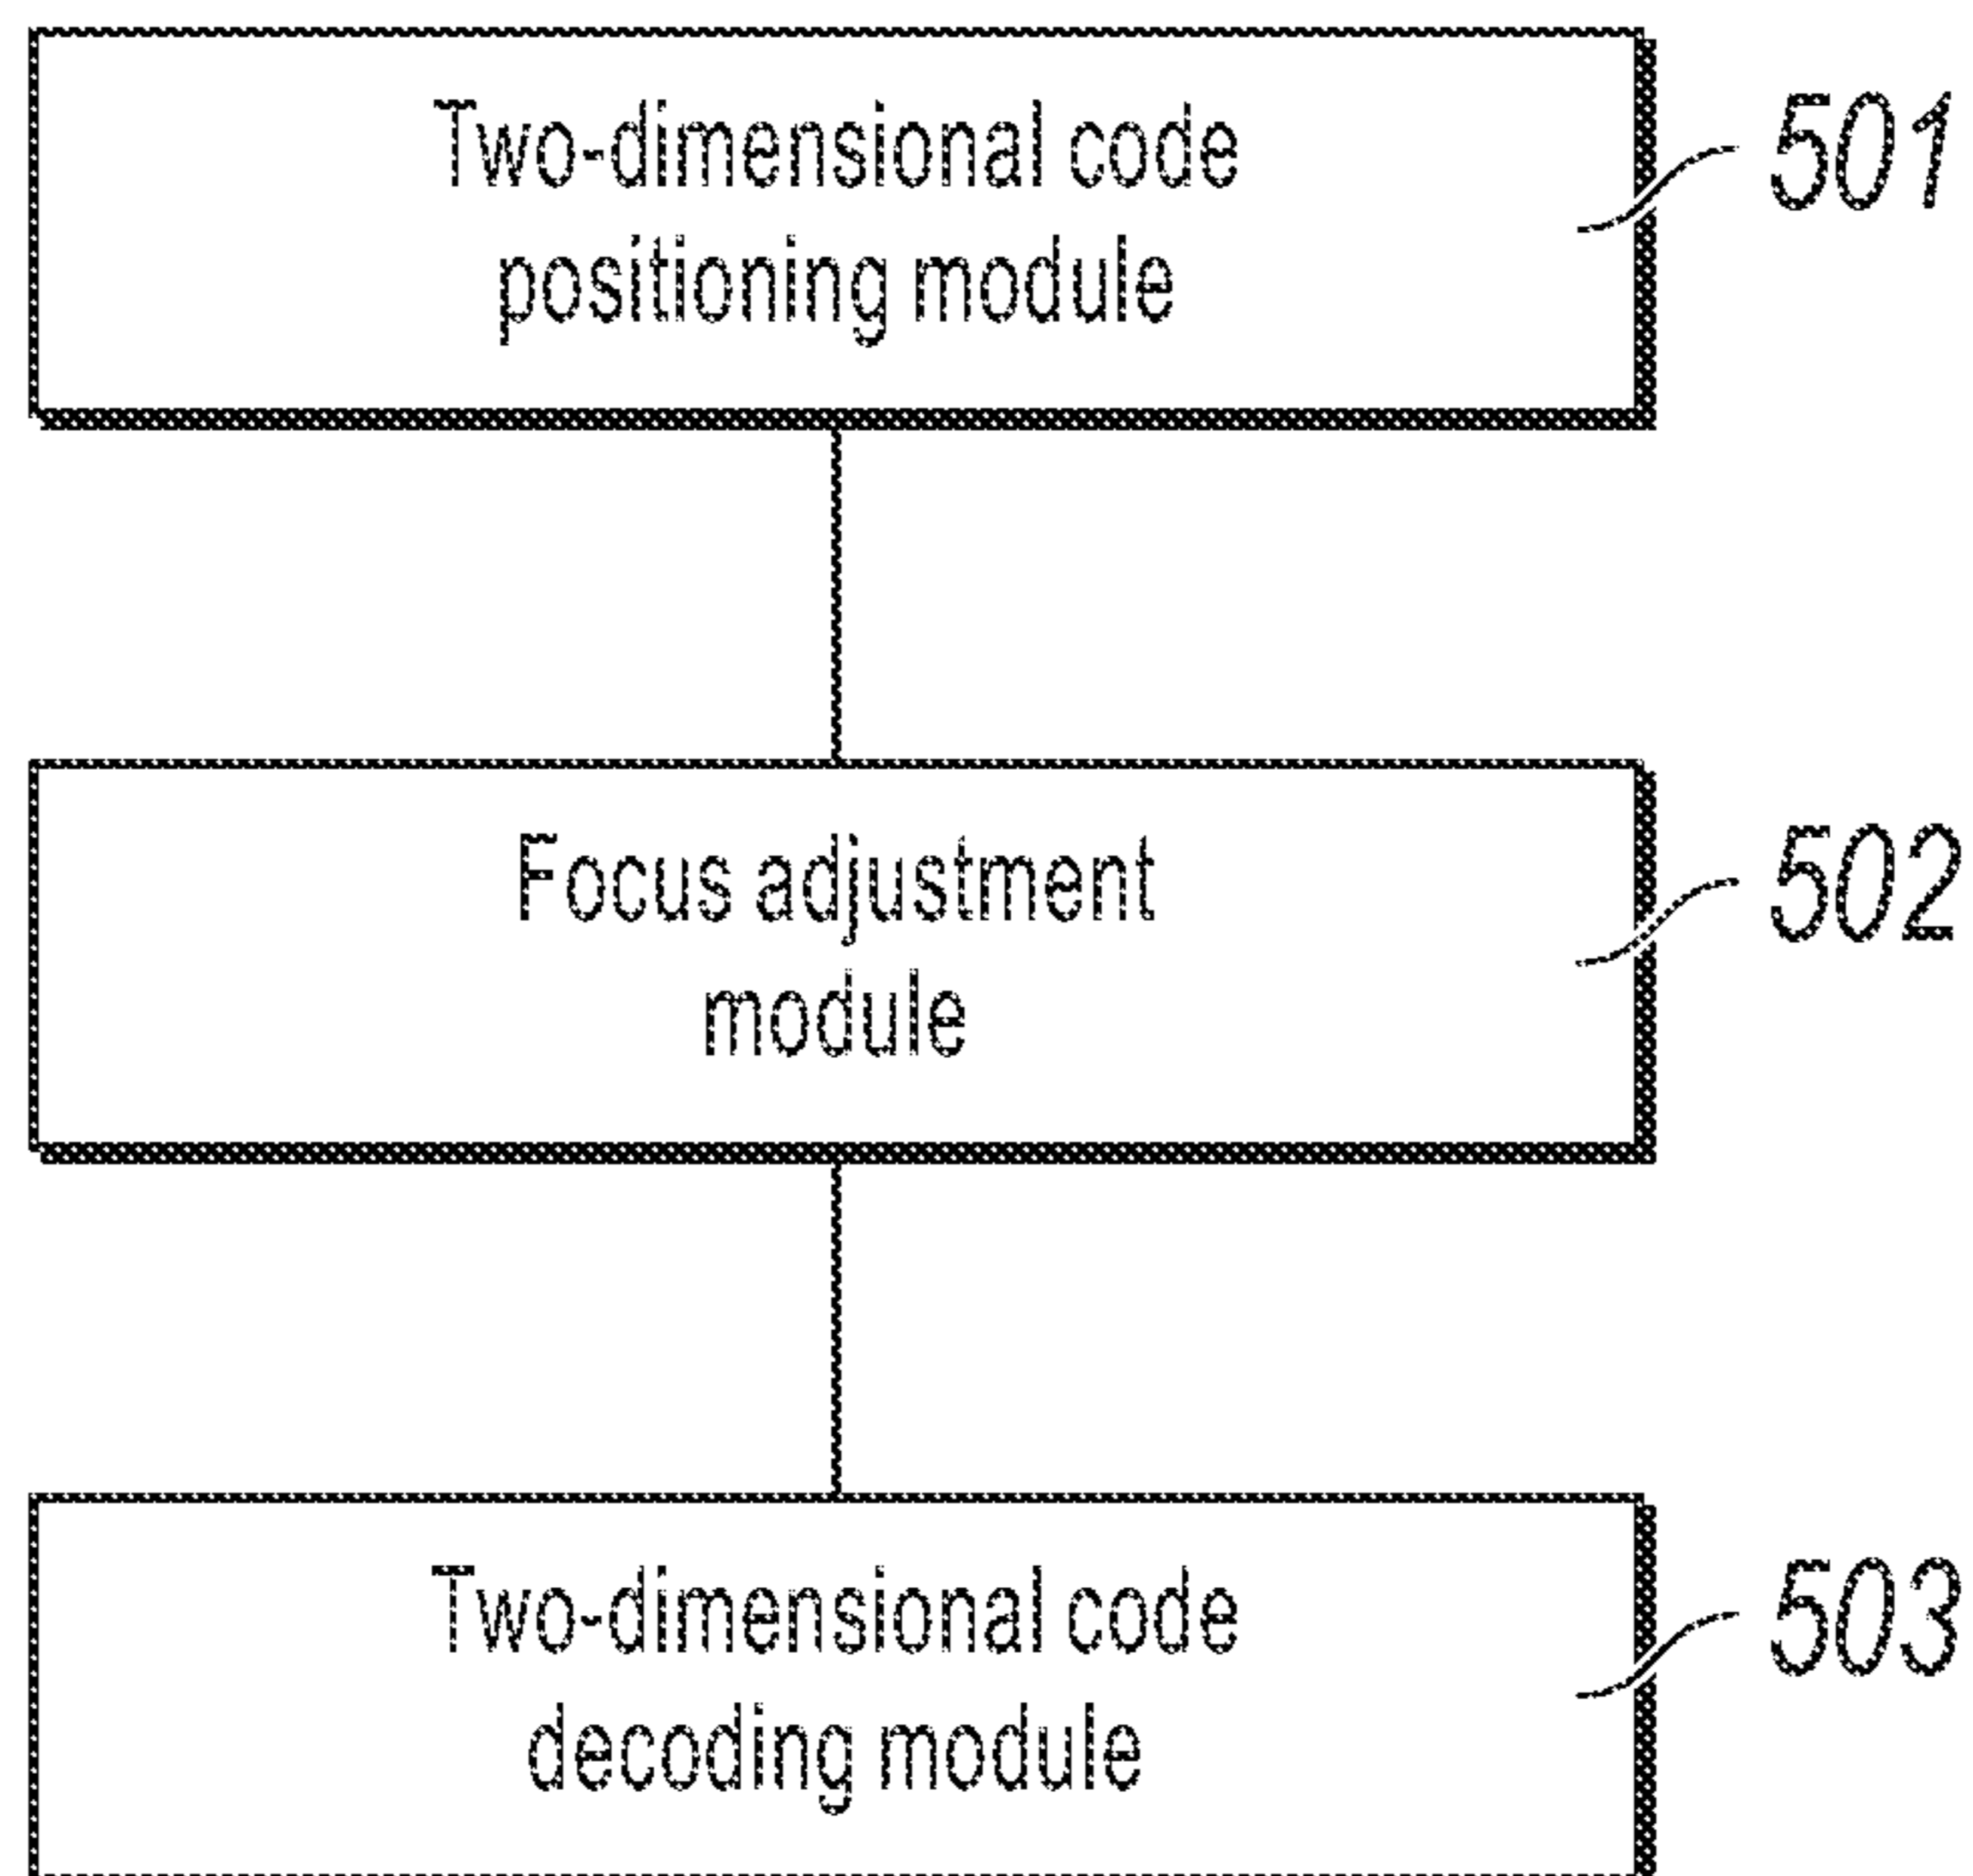 Two-dimensional code
positioning module
501
Focus adjustment
module
502
Two-dimensional code
decoding module
503